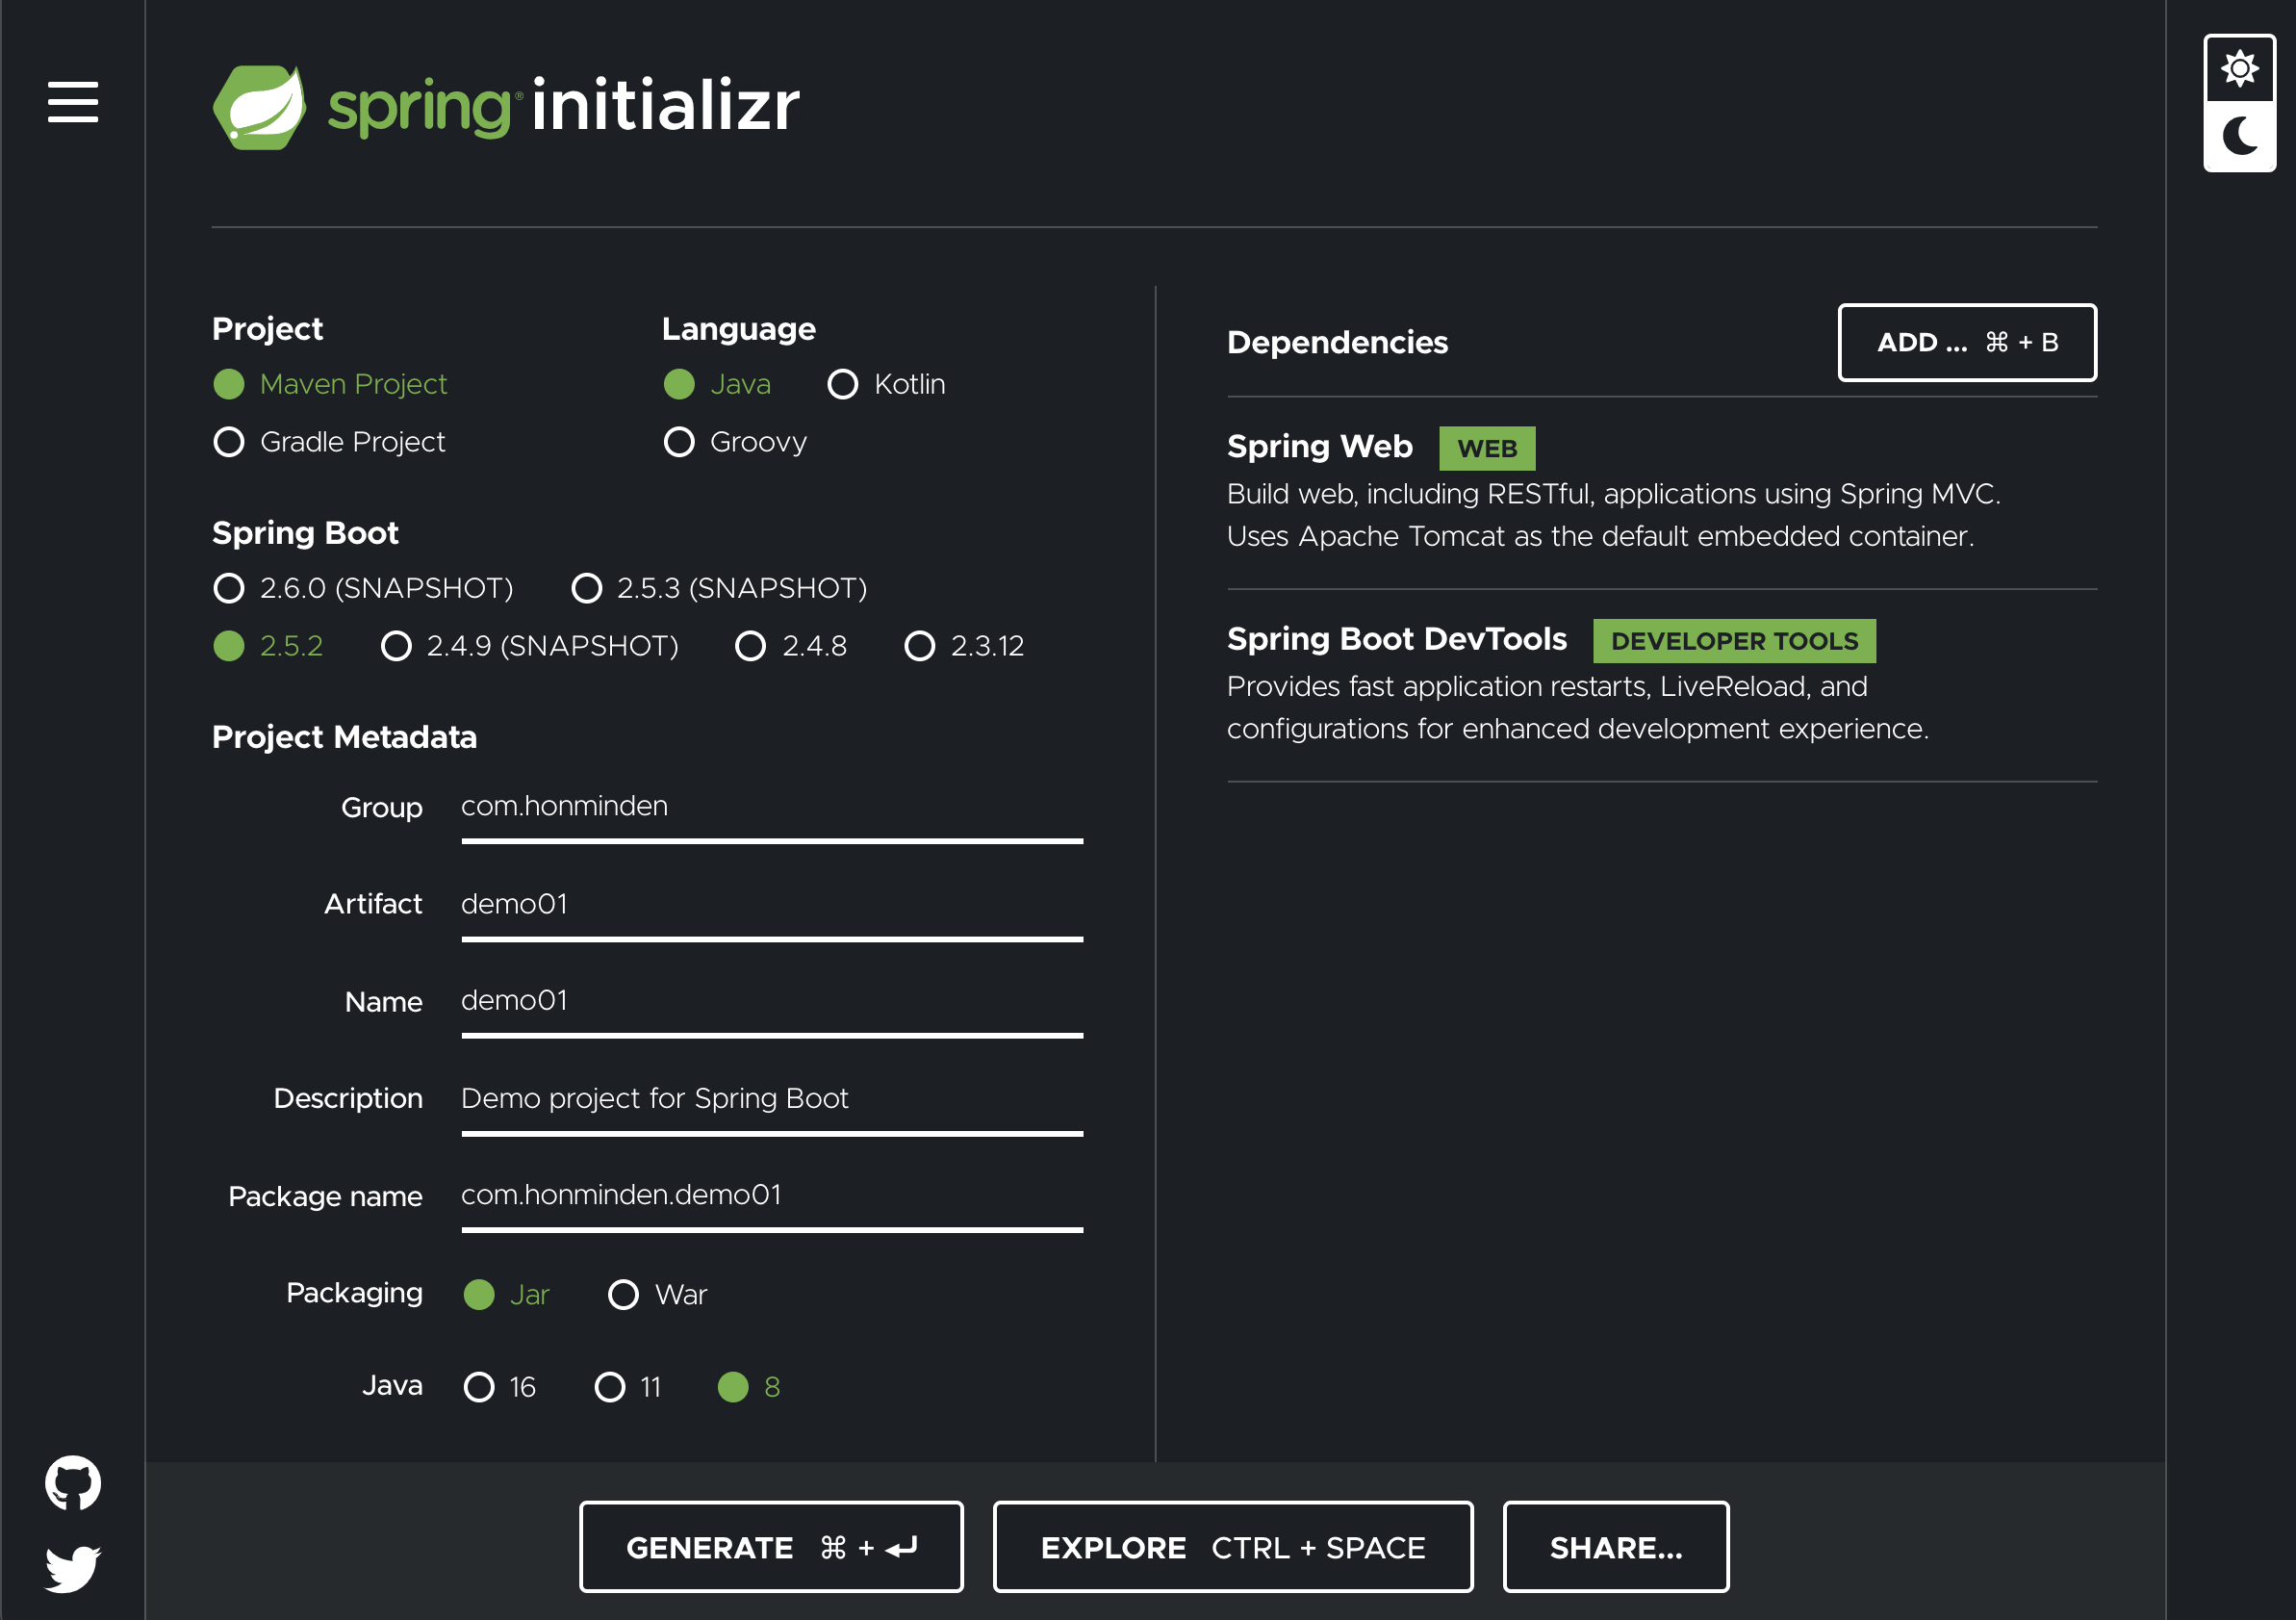 spring initializr
Project
Maven Project
Gradle Project
Language
Java Kotlin
Groovy
Spring Boot
2.6.0 (SNAPSHOT) 2.5.3 (SNAPSHOT)
2.5.2 2.4.9 (SNAPSHOT) 2.4.8 2.3.12
Project Metadata
Group com.honminden
Artifact demo01
Name demo01
Description Demo project for Spring Boot
Package name com.honminden.demo01
Packaging Jar War
Java 16 11 8
Dependencies ADD ... ⌘ + B
Spring Web WEB
Build web, including RESTful, applications using Spring MVC.
Uses Apache Tomcat as the default embedded container.
Spring Boot DevTools DEVELOPER TOOLS
Provides fast application restarts, LiveReload, and
configurations for enhanced development experience.
GENERATE ⌘ + ↵ EXPLORE CTRL + SPACE SHARE...